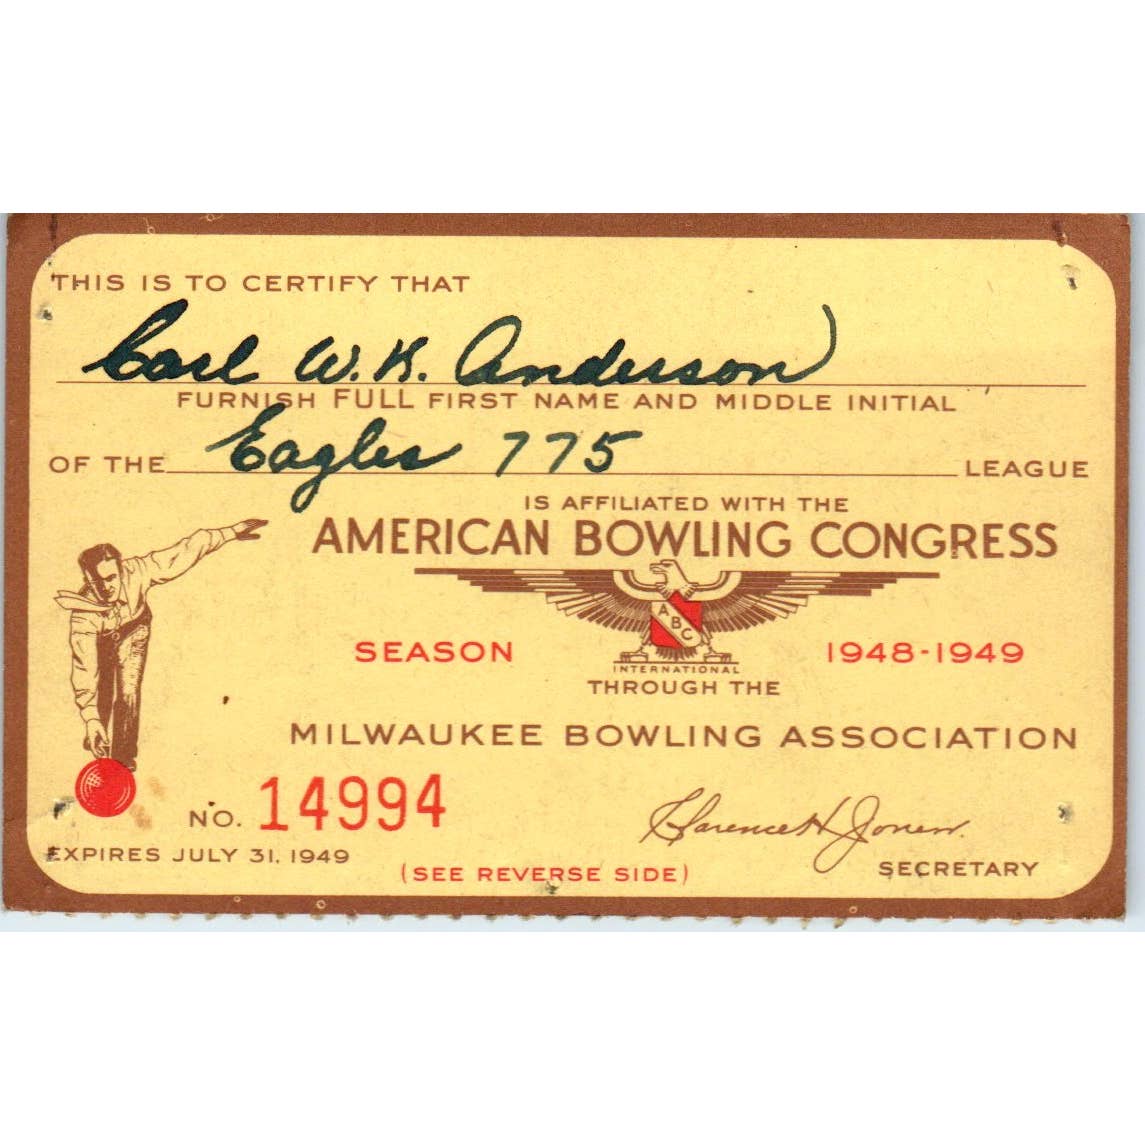 THIS IS TO CERTIFY THAT
Carl W.K. Anderson
FURNISH FULL FIRST NAME AND MIDDLE INITIAL
OF THE Eagles 775 LEAGUE
IS AFFILIATED WITH THE
AMERICAN BOWLING CONGRESS
ABC
SEASON 1948-1949
INTERNATIONAL
THROUGH THE
MILWAUKEE BOWLING ASSOCIATION
NO. 14994
Clarence H Jonen.
EXPIRES JULY 31, 1949
(SEE REVERSE SIDE)
SECRETARY